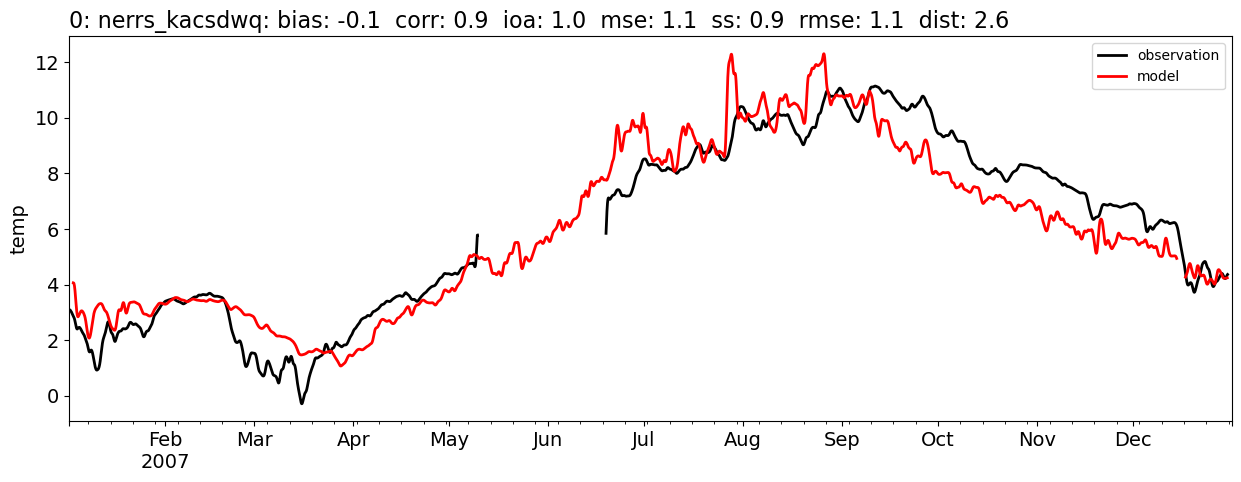 0: nerrs_kacsdwq: bias: -0.1  corr: 0.9  ioa: 1.0  mse: 1.1  ss: 0.9  rmse: 1.1  dist: 2.6
observation
model
12
10
8
6
4
2
0
temp
Feb Mar Apr May Jun Jul Aug Sep Oct Nov Dec
2007